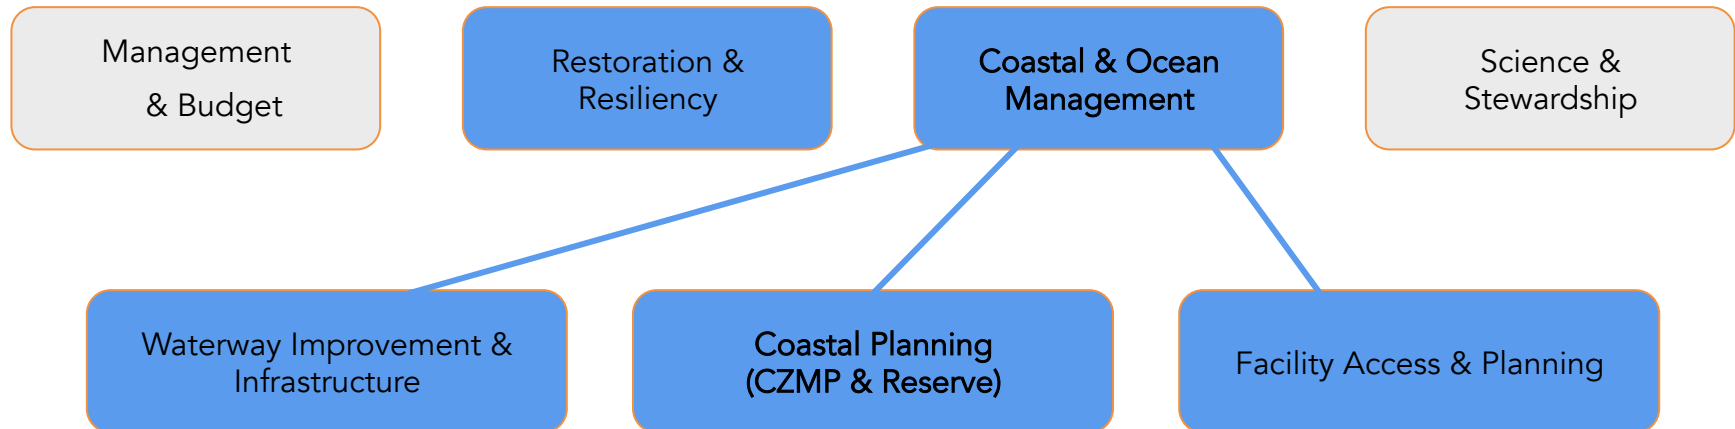 Management
& Budget
Restoration &
Resiliency
Coastal & Ocean
Management
Science &
Stewardship
Waterway Improvement &
Infrastructure
Coastal Planning
(CZMP & Reserve)
Facility Access & Planning